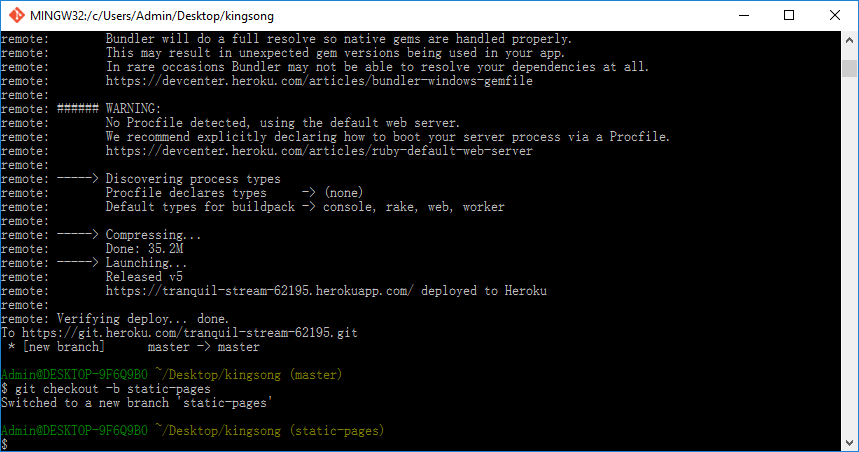 MINGW32:/c/Users/Admin/Desktop/kingsong
remote:        Bundler will do a full resolve so native gems are handled properly.
remote:        This may result in unexpected gem versions being used in your app.
remote:        In rare occasions Bundler may not be able to resolve your dependencies at all.
remote:        https://devcenter.heroku.com/articles/bundler-windows-gemfile
remote:
remote: ###### WARNING:
remote:        No Procfile detected, using the default web server.
remote:        We recommend explicitly declaring how to boot your server process via a Procfile.
remote:        https://devcenter.heroku.com/articles/ruby-default-web-server
remote:
remote: -----> Discovering process types
remote:        Procfile declares types     -> (none)
remote:        Default types for buildpack -> console, rake, web, worker
remote:
remote: -----> Compressing...
remote:        Done: 35.2M
remote: -----> Launching...
remote:        Released v5
remote:        https://tranquil-stream-62195.herokuapp.com/ deployed to Heroku
remote:
remote: Verifying deploy... done.
To https://git.heroku.com/tranquil-stream-62195.git
 * [new branch]      master -> master
Admin@DESKTOP-9F6Q9B0 ~/Desktop/kingsong (master)
$ git checkout -b static-pages
Switched to a new branch 'static-pages'
Admin@DESKTOP-9F6Q9B0 ~/Desktop/kingsong (static-pages)
$